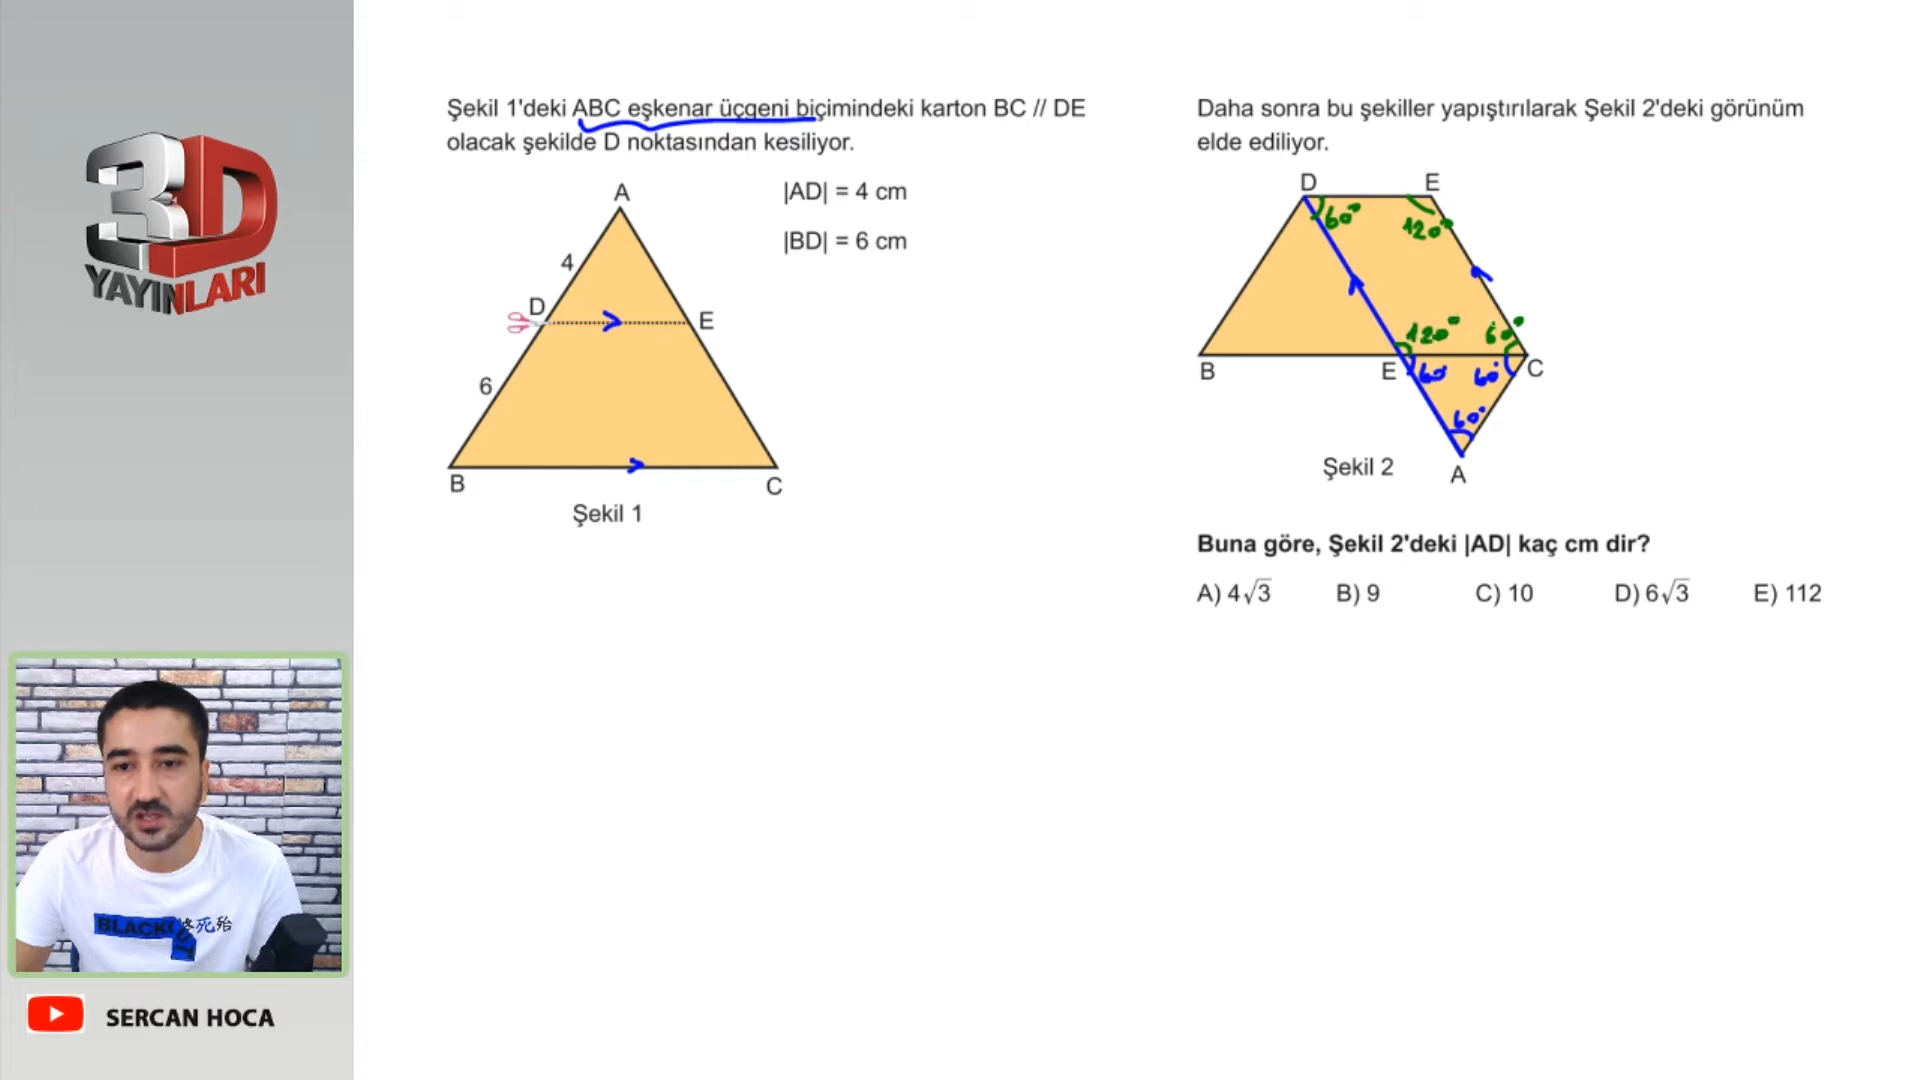 3D
YAYINLARI
Şekil 1'deki ABC eşkenar üçgeni biçimindeki karton BC // DE
olacak şekilde D noktasından kesiliyor.
|AD| = 4 cm
|BD| = 6 cm
A
4
D
E
6
B
C
Şekil 1
Daha sonra bu şekiller yapıştırılarak Şekil 2'deki görünüm
elde ediliyor.
D
E
60°
120°
120°
60°
B
E
60°
60°
C
60°
A
Şekil 2
Buna göre, Şekil 2'deki |AD| kaç cm dir?
A) 4√3 B) 9 C) 10 D) 6√3 E) 112
SERCAN HOCA